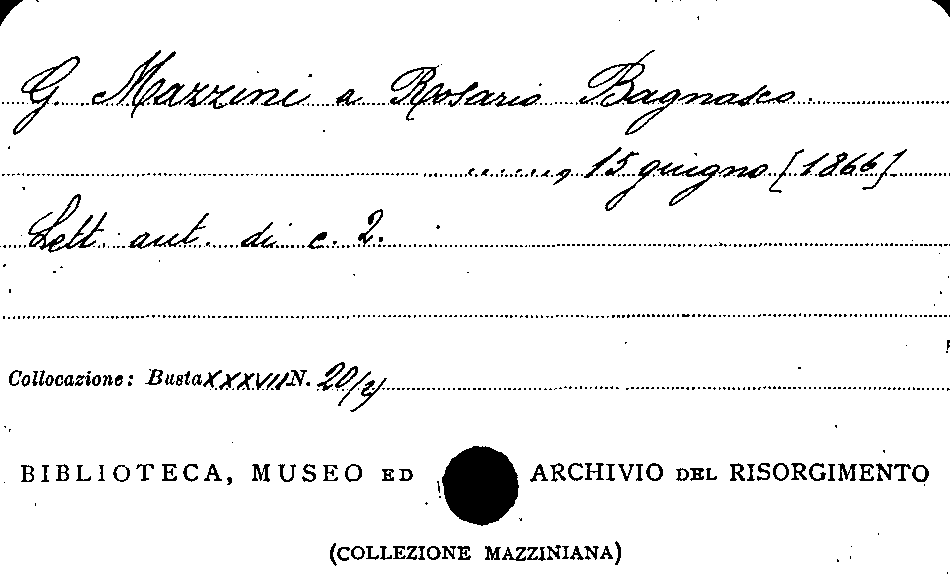 G. Mazzini a Rosario Bagnasco.
......, 15 giugno [1866]
Lett. aut. di c. 2.
Collocazione: Busta XXXVII N. 20/2)
BIBLIOTECA, MUSEO ED ARCHIVIO DEL RISORGIMENTO
(COLLEZIONE MAZZINIANA)